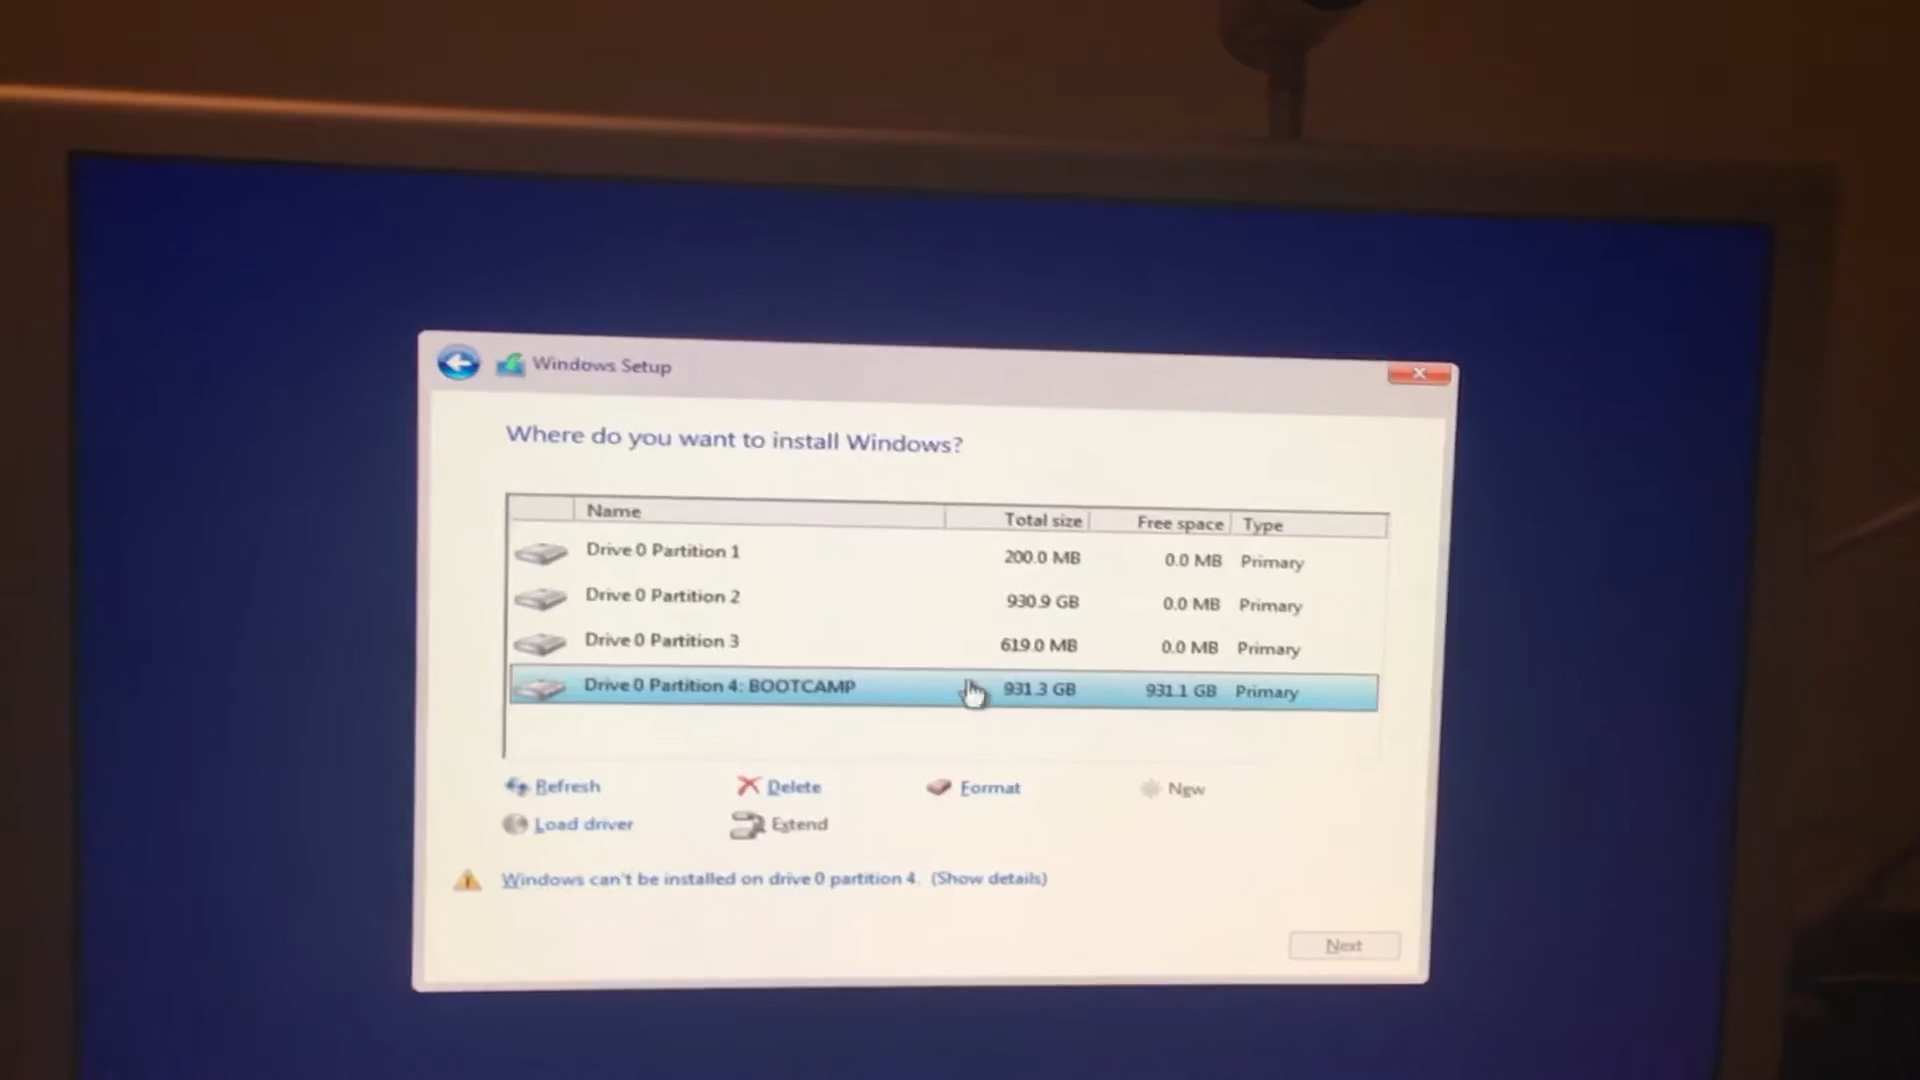 Windows Setup
Where do you want to install Windows?
Name Total size Free space Type
Drive 0 Partition 1 200.0 MB 0.0 MB Primary
Drive 0 Partition 2 930.9 GB 0.0 MB Primary
Drive 0 Partition 3 619.0 MB 0.0 MB Primary
Drive 0 Partition 4: BOOTCAMP 931.3 GB 931.1 GB Primary
Refresh Delete Format New
Load driver Extend
Windows can't be installed on drive 0 partition 4. (Show details)
Next